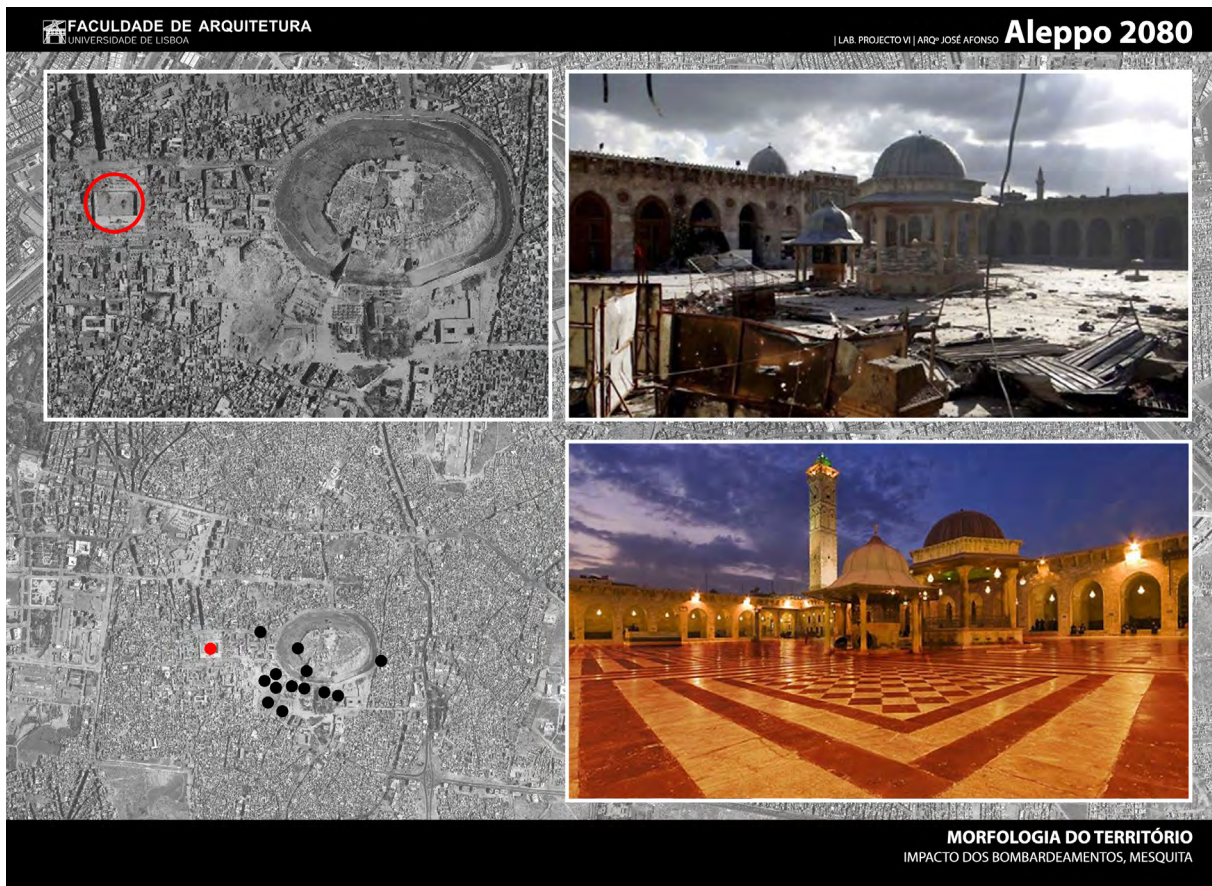 FACULDADE DE ARQUITETURA
UNIVERSIDADE DE LISBOA
| LAB. PROJECTO VI | ARQº JOSÉ AFONSO Aleppo 2080
MORFOLOGIA DO TERRITÓRIO
IMPACTO DOS BOMBARDEAMENTOS, MESQUITA